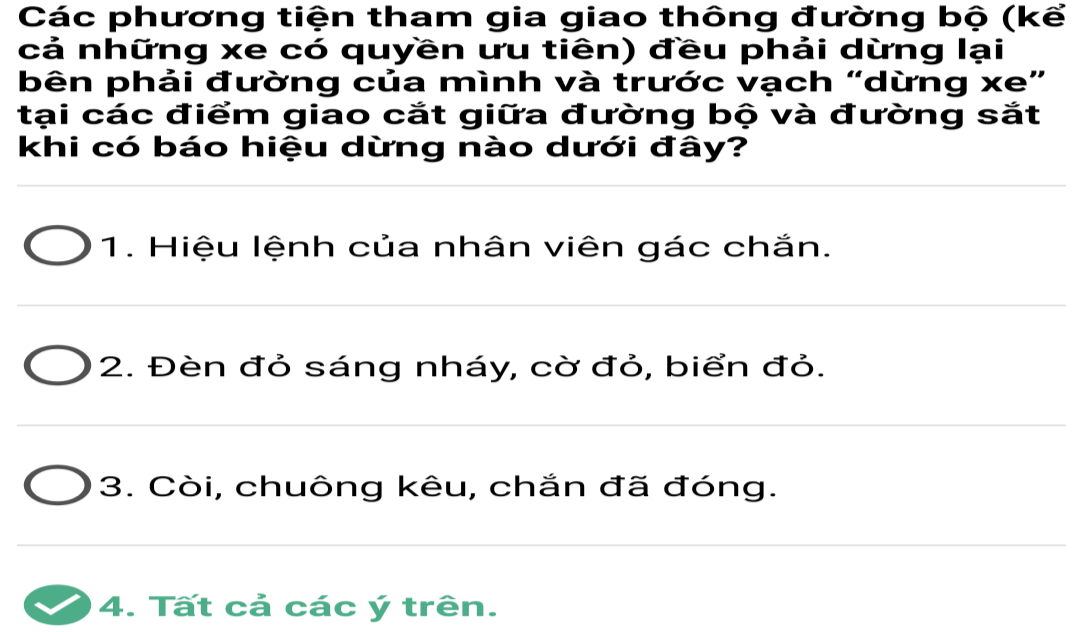 Các phương tiện tham gia giao thông đường bộ (kể
cả những xe có quyền ưu tiên) đều phải dừng lại
bên phải đường của mình và trước vạch “dừng xe”
tại các điểm giao cắt giữa đường bộ và đường sắt
khi có báo hiệu dừng nào dưới đây?
1. Hiệu lệnh của nhân viên gác chắn.
2. Đèn đỏ sáng nháy, cờ đỏ, biển đỏ.
3. Còi, chuông kêu, chắn đã đóng.
4. Tất cả các ý trên.